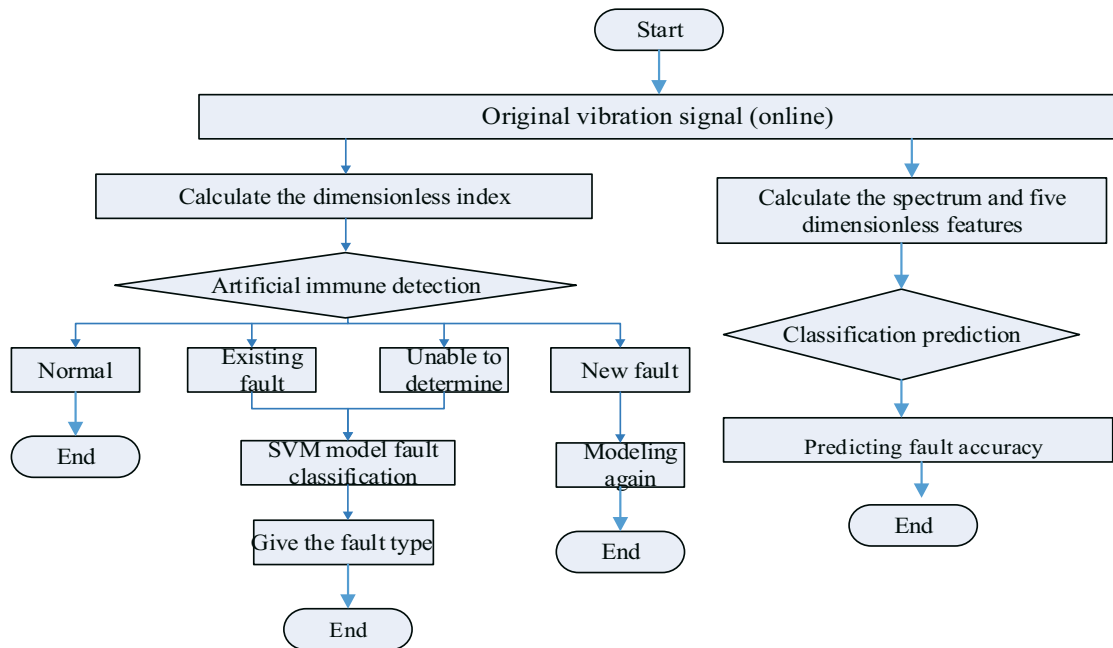 Start
Original vibration signal (online)
Calculate the dimensionless index
Calculate the spectrum and five
dimensionless features
Artificial immune detection
Classification prediction
Normal
Existing
fault
Unable to
determine
New fault
Predicting fault accuracy
End
SVM model fault
classification
Modeling
again
End
Give the fault type
End
End